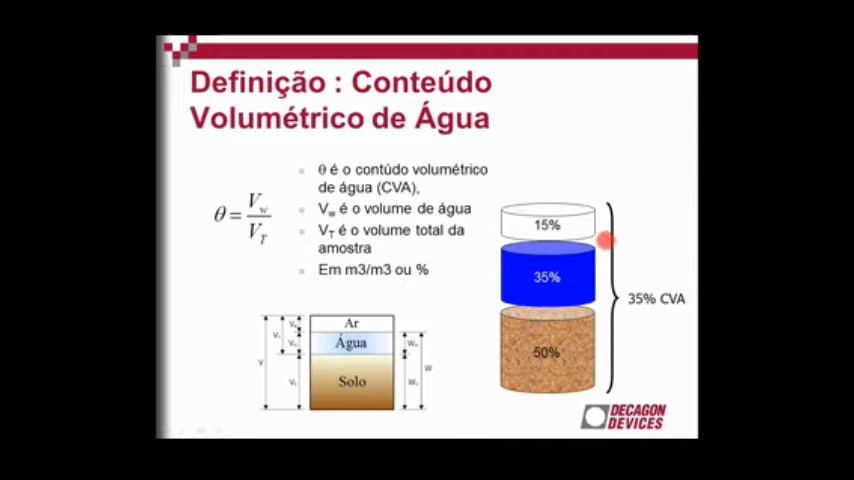 Definição : Conteúdo
Volumétrico de Água
θ = Vw / VT
θ é o contúdo volumétrico
de água (CVA),
Vw é o volume de água
VT é o volume total da
amostra
Em m3/m3 ou %
15%
35%
50%
35% CVA
Ar
Água
Solo
V
W
DECAGON
DEVICES